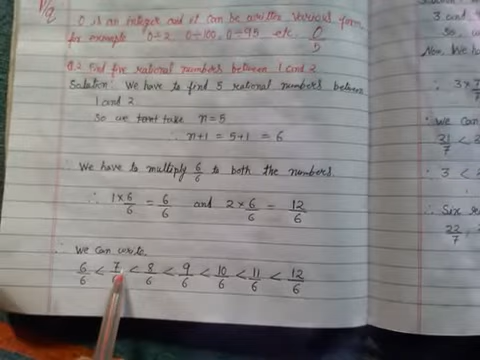 P/q
0 is an integer and it can be written various form
for example 0÷2 0÷100, 0÷95 etc. 0/5
Q.2 Find five rational numbers between 1 and 2
Solution: We have to find 5 rational numbers between
1 and 2
So we take n=5
∴ n+1 = 5+1 = 6
∴ We have to multiply 6/6 to both the numbers
∴ 1×6/6 = 6/6 and 2×6/6 = 12/6
∴ We can write
6/6 < 7/6 < 8/6 < 9/6 < 10/6 < 11/6 < 12/6
3 and
So, w
Now, We ha
∴ 3×7/7
∴ We can
21/7 <
∴ 3 <
∴ Six ra
22/7,